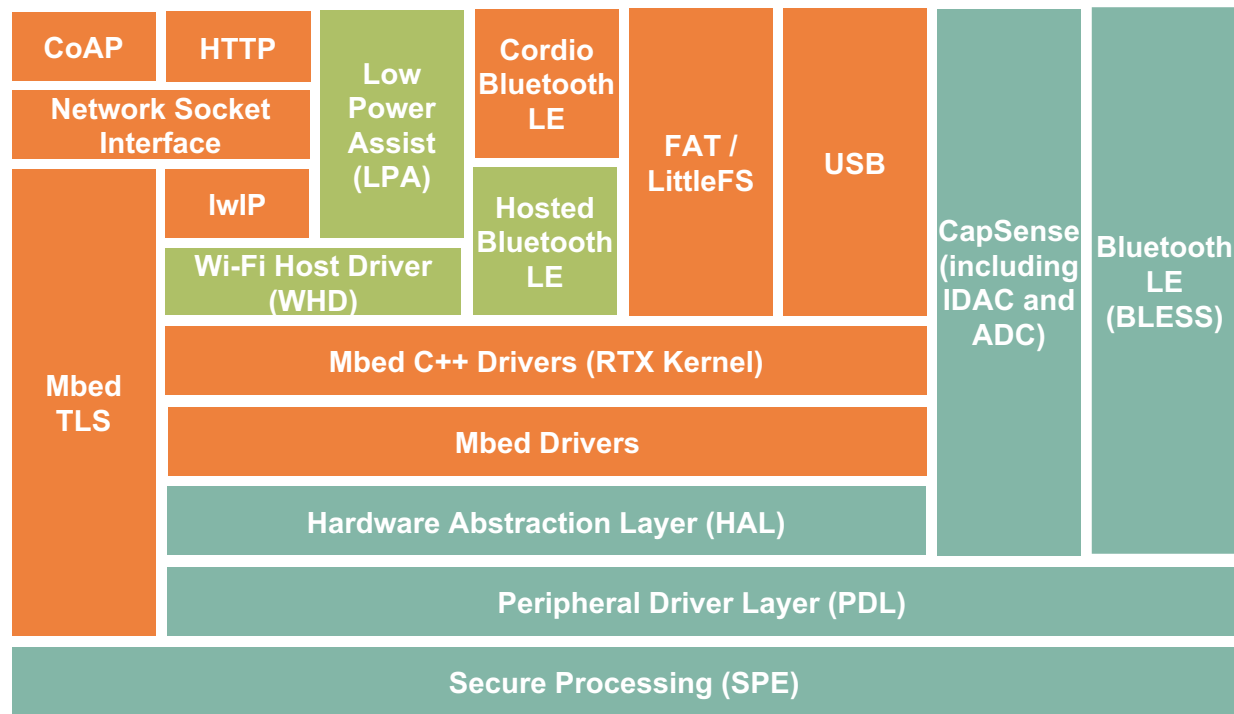 CoAP
HTTP
Network Socket
Interface
Low
Power
Assist
(LPA)
Cordio
Bluetooth
LE
FAT /
LittleFS
USB
CapSense
(including
IDAC and
ADC)
Bluetooth
LE
(BLESS)
lwIP
Hosted
Bluetooth
LE
Wi-Fi Host Driver
(WHD)
Mbed
TLS
Mbed C++ Drivers (RTX Kernel)
Mbed Drivers
Hardware Abstraction Layer (HAL)
Peripheral Driver Layer (PDL)
Secure Processing (SPE)